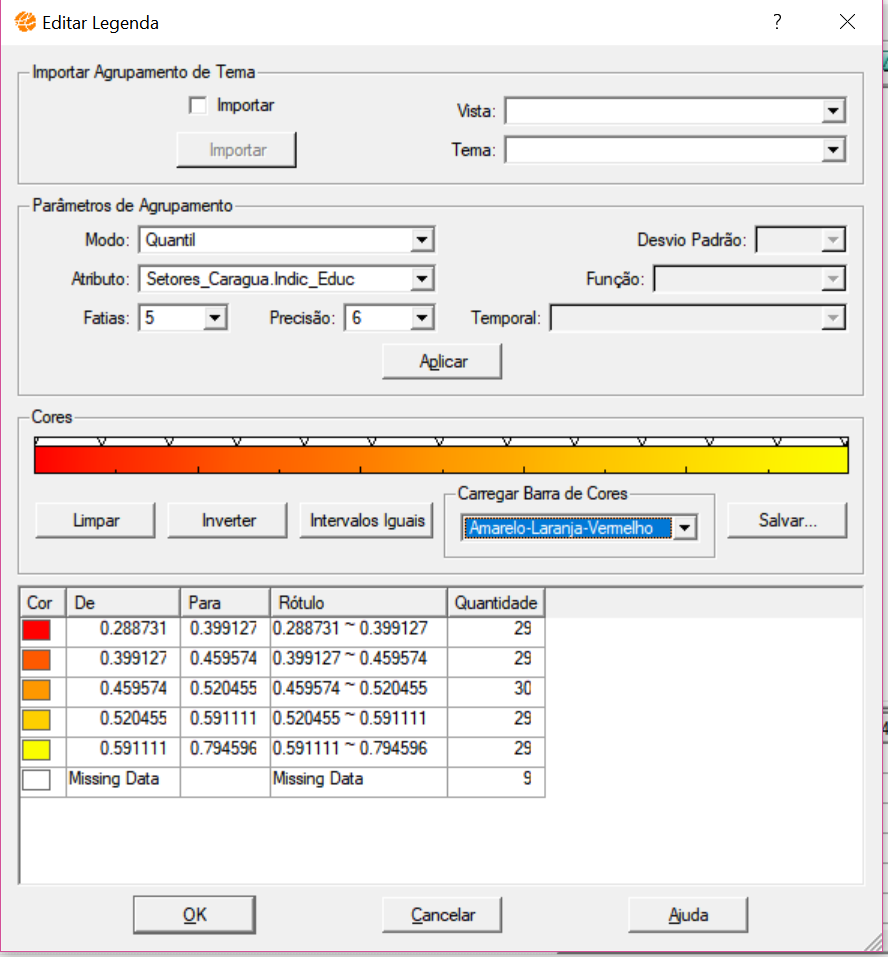 Editar Legenda
?
Importar Agrupamento de Tema
Importar
Vista:
Importar
Tema:
Parâmetros de Agrupamento
Modo: Quantil Desvio Padrão:
Atributo: Setores_Caragua.Indic_Educ Função:
Fatias: 5 Precisão: 6 Temporal:
Aplicar
Cores
Limpar Inverter Intervalos Iguais Carregar Barra de Cores
Amarelo-Laranja-Vermelho Salvar...
Cor De Para Rótulo Quantidade
0.288731 0.399127 0.288731 ~ 0.399127 29
0.399127 0.459574 0.399127 ~ 0.459574 29
0.459574 0.520455 0.459574 ~ 0.520455 30
0.520455 0.591111 0.520455 ~ 0.591111 29
0.591111 0.794596 0.591111 ~ 0.794596 29
Missing Data Missing Data 9
OK Cancelar Ajuda